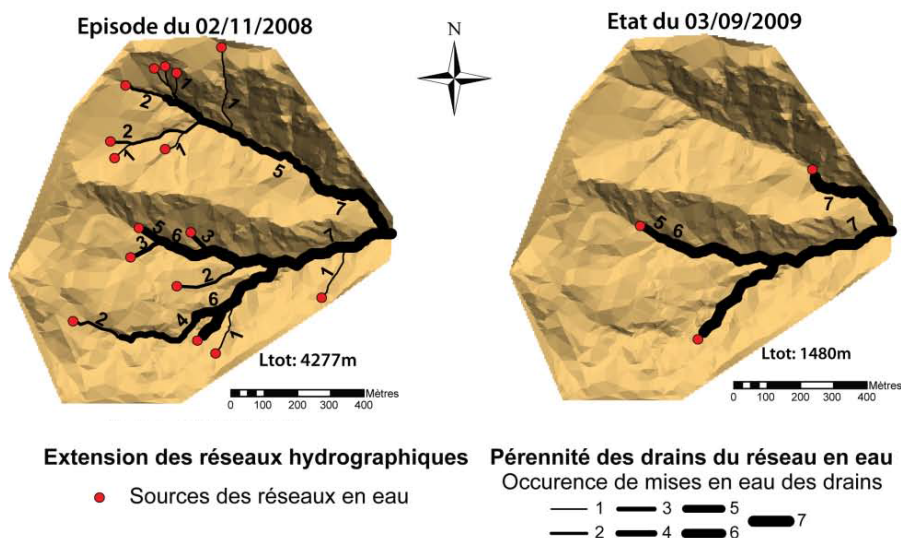 Episode du 02/11/2008
Etat du 03/09/2009
N
1
2
1
2
1
1
5
7
5
6
3
3
7
2
6
4
2
1
1
Ltot: 4277m
Mètres
0 100 200 300 400
7
7
5
6
Ltot: 1480m
Mètres
0 100 200 300 400
Extension des réseaux hydrographiques
Sources des réseaux en eau
Pérennité des drains du réseau en eau
Occurence de mises en eau des drains
1 3 5 7
2 4 6